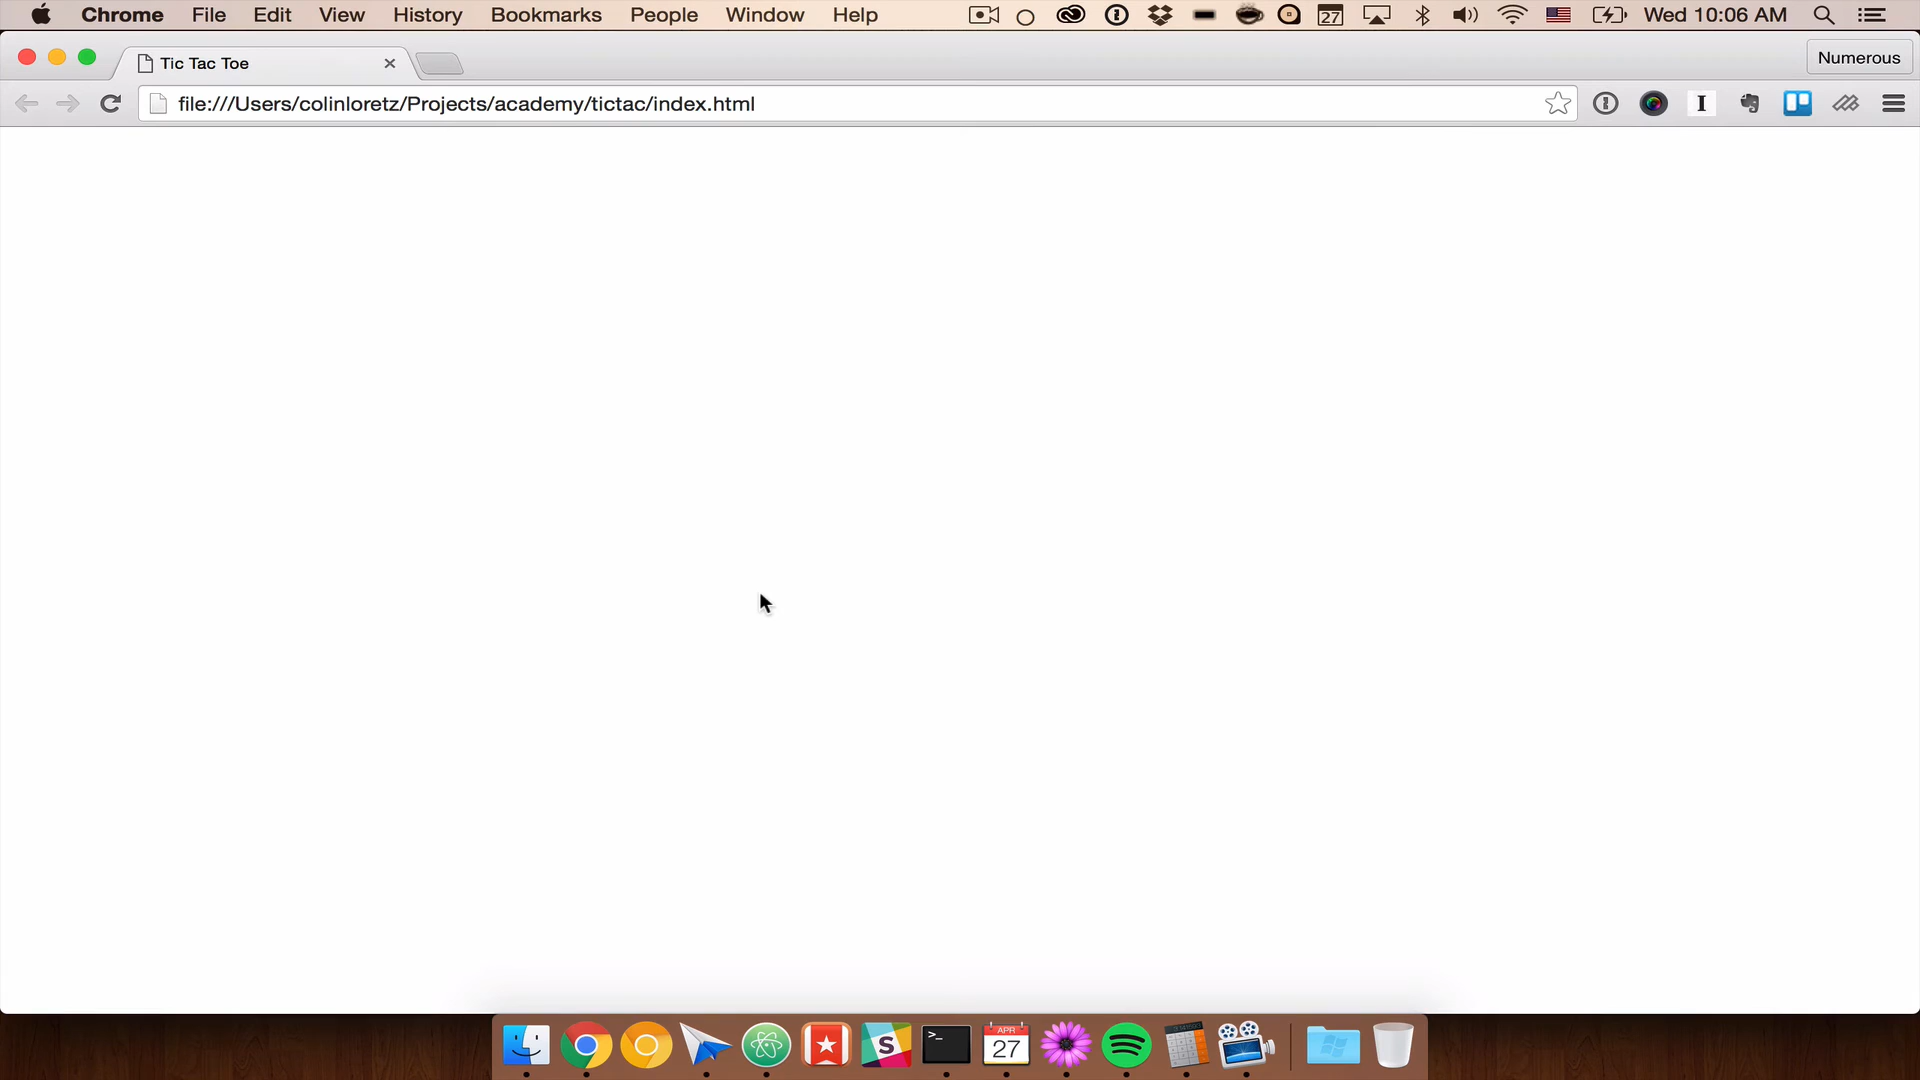 Chrome File Edit View History Bookmarks People Window Help 27 Wed 10:06 AM
Tic Tac Toe
Numerous
file:///Users/colinloretz/Projects/academy/tictac/index.html
APR
27